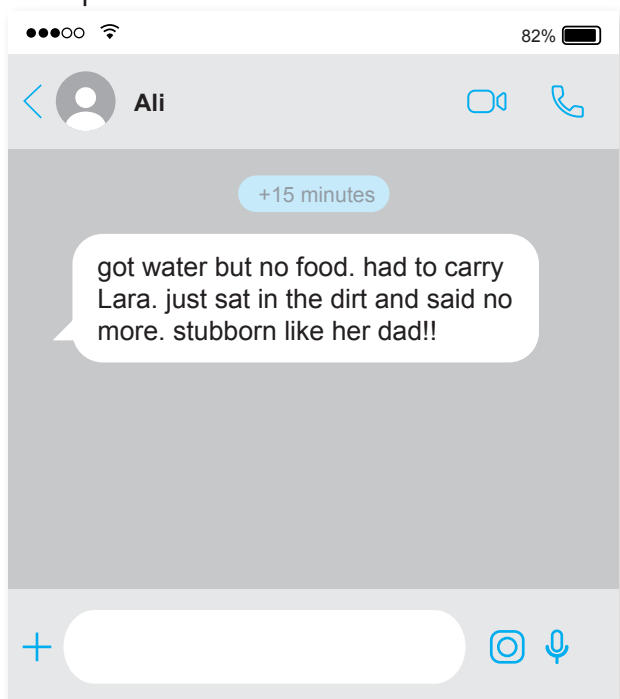 82%
Ali
+15 minutes
got water but no food. had to carry
Lara. just sat in the dirt and said no
more. stubborn like her dad!!